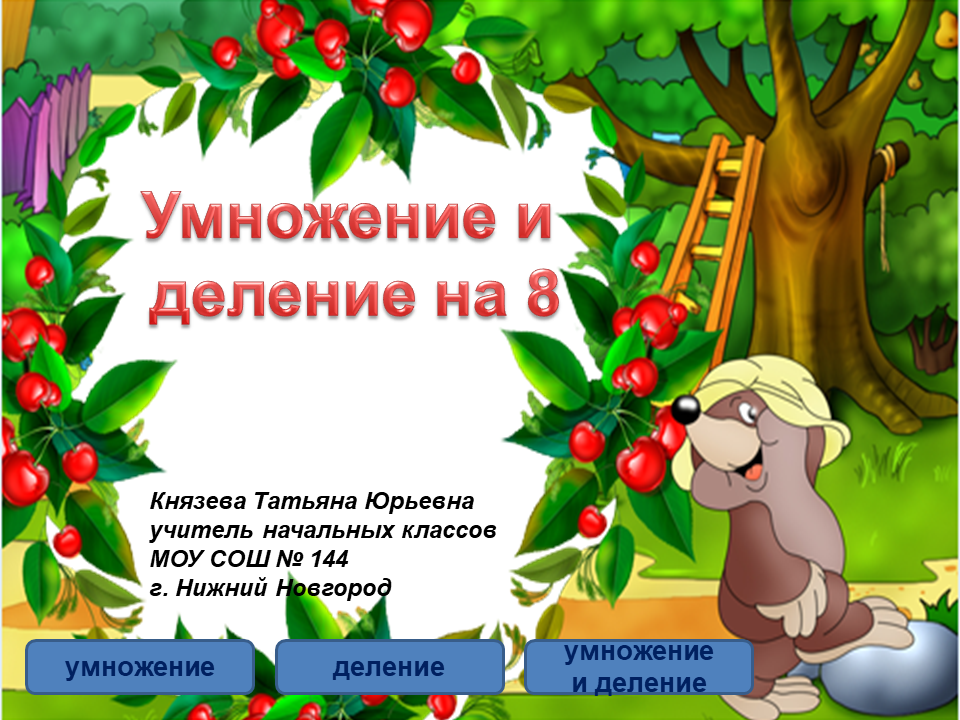 Умножение и
деление на 8
Князева Татьяна Юрьевна
учитель начальных классов
МОУ СОШ № 144
г. Нижний Новгород
умножение
деление
умножение
и деление